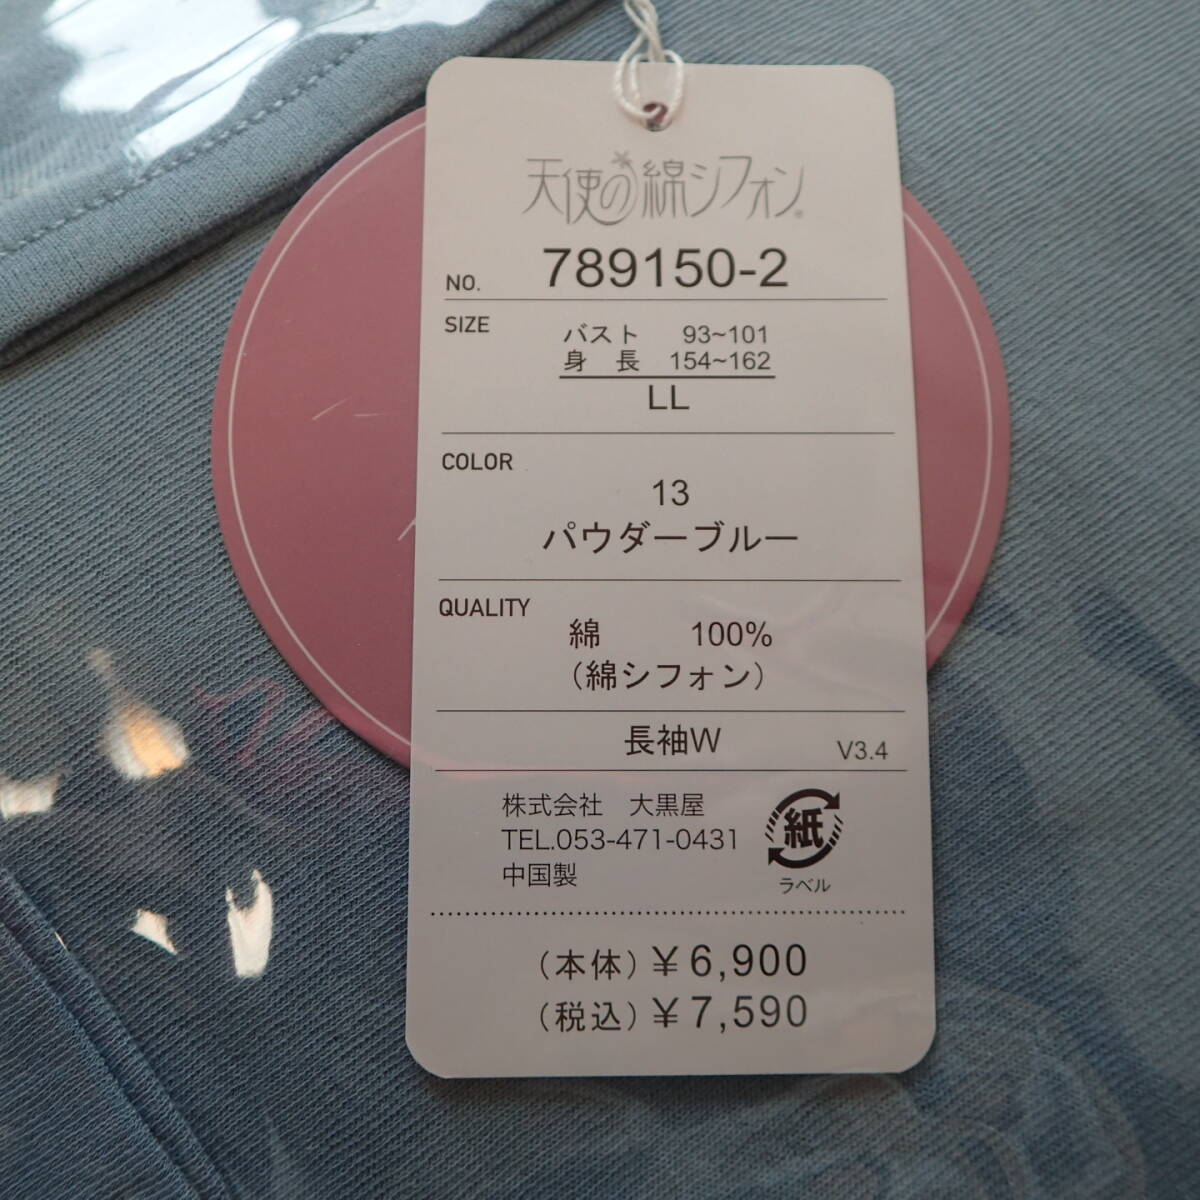 天使の綿シフォン®
NO. 789150-2
SIZE
バスト 93~101
身 長 154~162
LL
COLOR
13
パウダーブルー
QUALITY
綿 100%
(綿シフォン)
長袖W V3.4
株式会社 大黒屋
TEL.053-471-0431
中国製
紙
ラベル
(本体)¥6,900
(税込)¥7,590